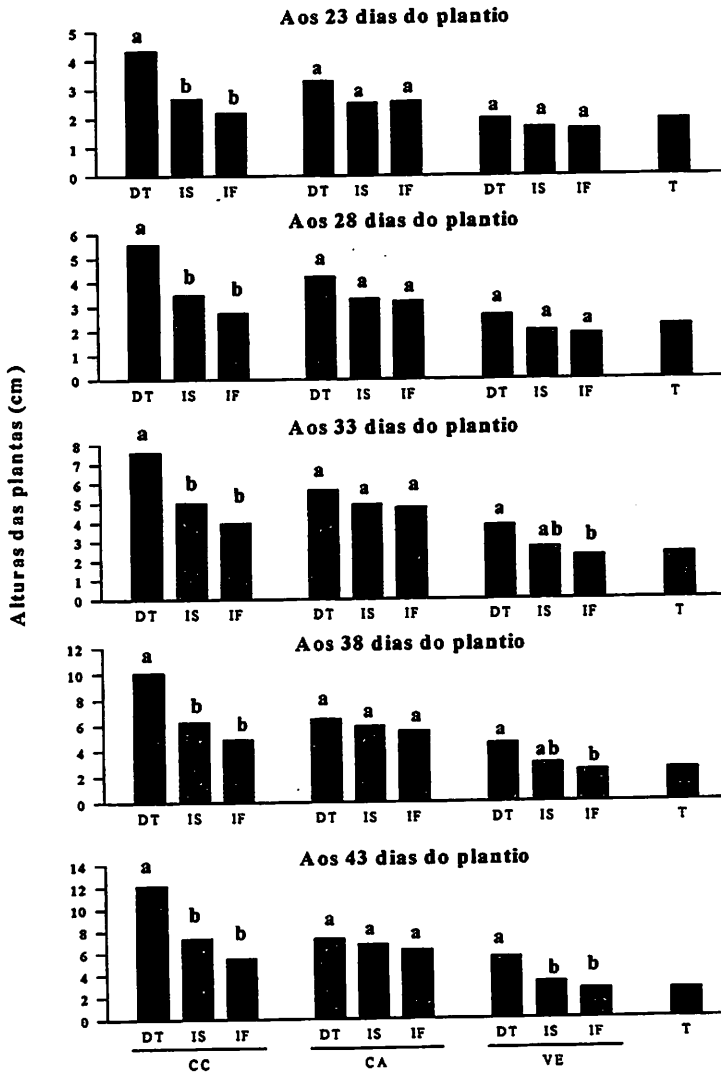 Alturas das plantas (cm)
Aos 23 dias do plantio
5
4
3
2
1
0
a b b a a a a a a
DT IS IF DT IS IF DT IS IF T
Aos 28 dias do plantio
6
5
4
3
2
1
0
a b b a a a a a a
DT IS IF DT IS IF DT IS IF T
Aos 33 dias do plantio
8
7
6
5
4
3
2
1
0
a b b a a a a ab b
DT IS IF DT IS IF DT IS IF T
Aos 38 dias do plantio
12
10
8
6
4
2
0
a b b a a a a ab b
DT IS IF DT IS IF DT IS IF T
Aos 43 dias do plantio
14
12
10
8
6
4
2
0
a b b a a a a b b
DT IS IF DT IS IF DT IS IF T
CC CA VE